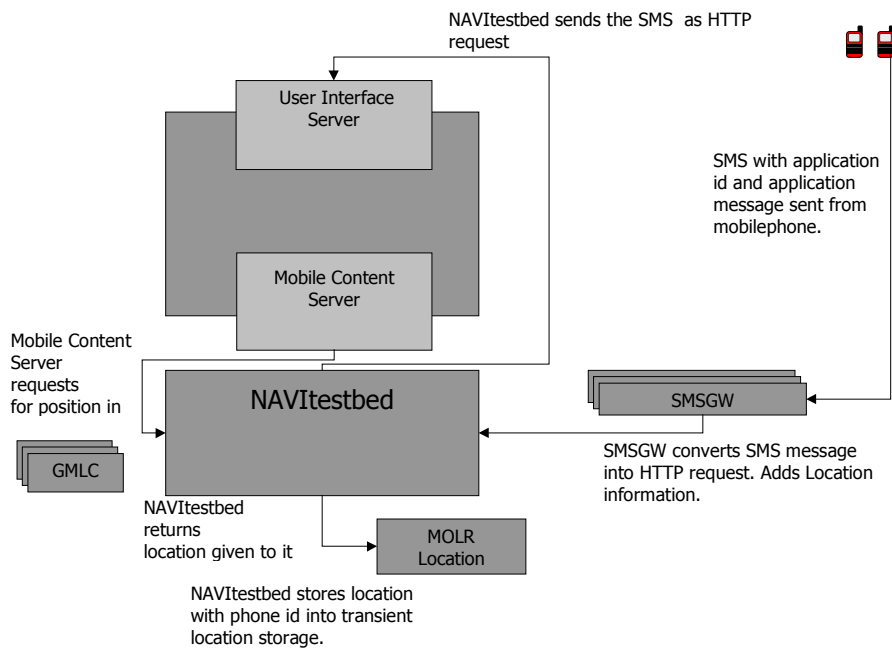 NAVItestbed sends the SMS as HTTP
request
User Interface
Server
SMS with application
id and application
message sent from
mobilephone.
Mobile Content
Server
Mobile Content
Server
requests
for position in
NAVItestbed
SMSGW
GMLC
SMSGW converts SMS message
into HTTP request. Adds Location
information.
NAVItestbed
returns
location given to it
MOLR
Location
NAVItestbed stores location
with phone id into transient
location storage.